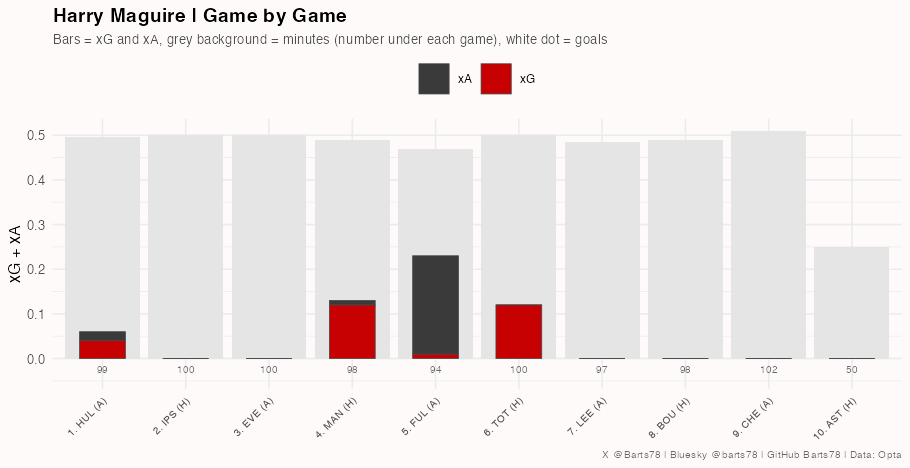 Harry Maguire | Game by Game
Bars = xG and xA, grey background = minutes (number under each game), white dot = goals
xA xG
xG + xA
0.5
0.4
0.3
0.2
0.1
0.0
99 100 100 98 94 100 97 98 102 50
1. HUL (A)
2. IPS (H)
3. EVE (A)
4. MAN (H)
5. FUL (A)
6. TOT (H)
7. LEE (A)
8. BOU (H)
9. CHE (A)
10. AST (H)
X @Barts78 | Bluesky @barts78 | GitHub Barts78 | Data: Opta